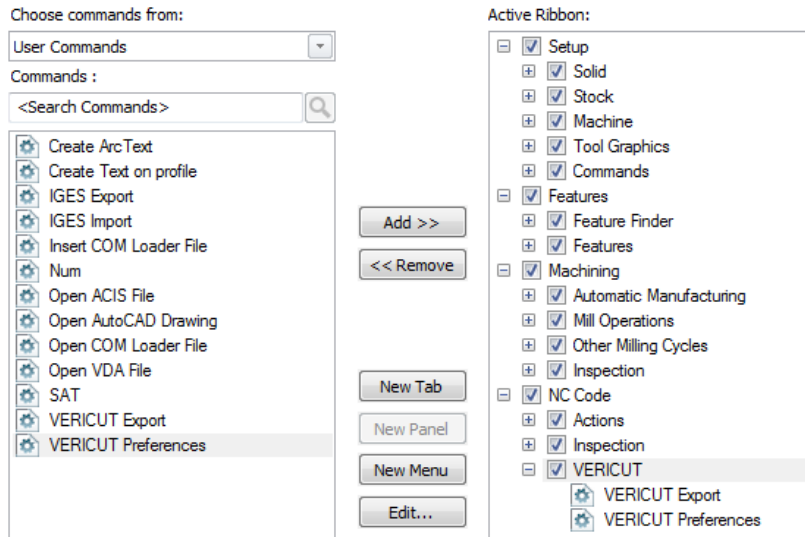 Choose commands from:
User Commands
Commands :
<Search Commands>
Create ArcText
Create Text on profile
IGES Export
IGES Import
Insert COM Loader File
Num
Open ACIS File
Open AutoCAD Drawing
Open COM Loader File
Open VDA File
SAT
VERICUT Export
VERICUT Preferences
Add >>
<< Remove
New Tab
New Panel
New Menu
Edit...
Active Ribbon:
Setup
Solid
Stock
Machine
Tool Graphics
Commands
Features
Feature Finder
Features
Machining
Automatic Manufacturing
Mill Operations
Other Milling Cycles
Inspection
NC Code
Actions
Inspection
VERICUT
VERICUT Export
VERICUT Preferences